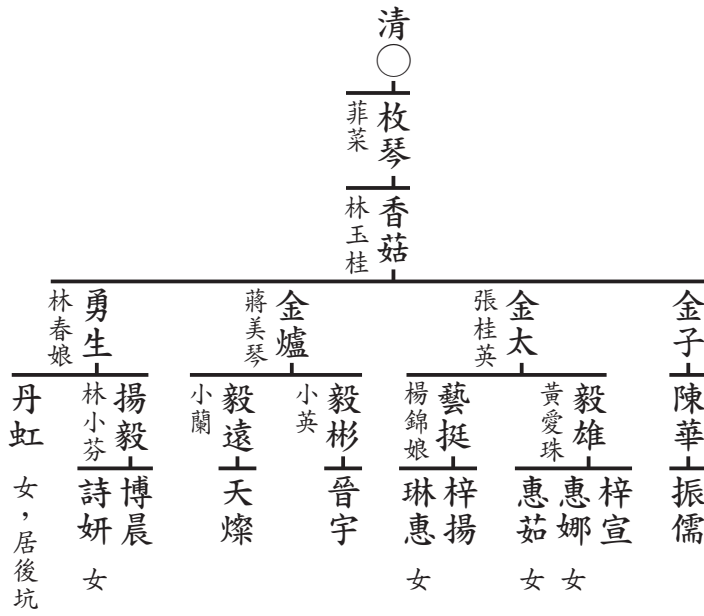 清○
枚琴
菲菜
香菇
林玉桂
金子
金太
張桂英
金爐
蔣美琴
勇生
林春娘
陳華
毅雄
黃愛珠
藝挺
楊錦娘
毅彬
小英
毅遠
小蘭
揚毅
林小芬
丹虹 女,居後坑
振儒
梓宣
惠娜 女
惠茹 女
梓揚
琳惠 女
晉宇
天燦
博晨
詩妍 女